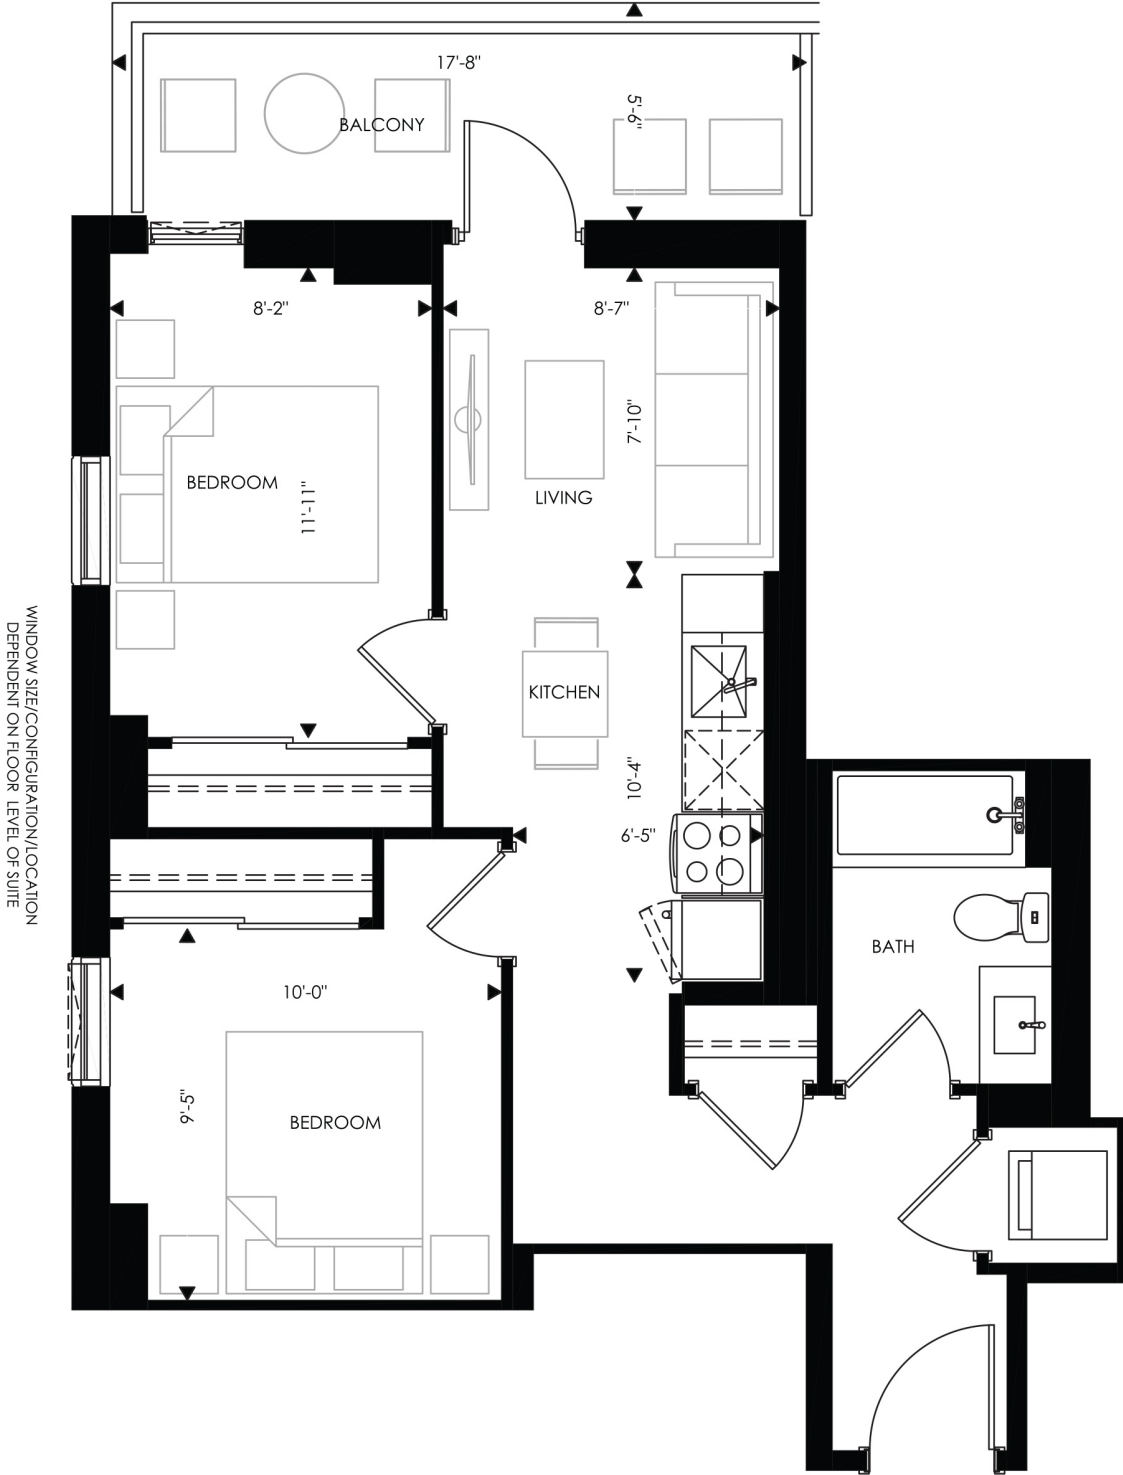 17'-8"
5'-6"
BALCONY
8'-2"
8'-7"
7'-10"
BEDROOM
11'-11"
LIVING
KITCHEN
10'-4"
6'-5"
WINDOW SIZE/CONFIGURATION/LOCATION
DEPENDENT ON FLOOR LEVEL OF SUITE
BATH
10'-0"
9'-5"
BEDROOM